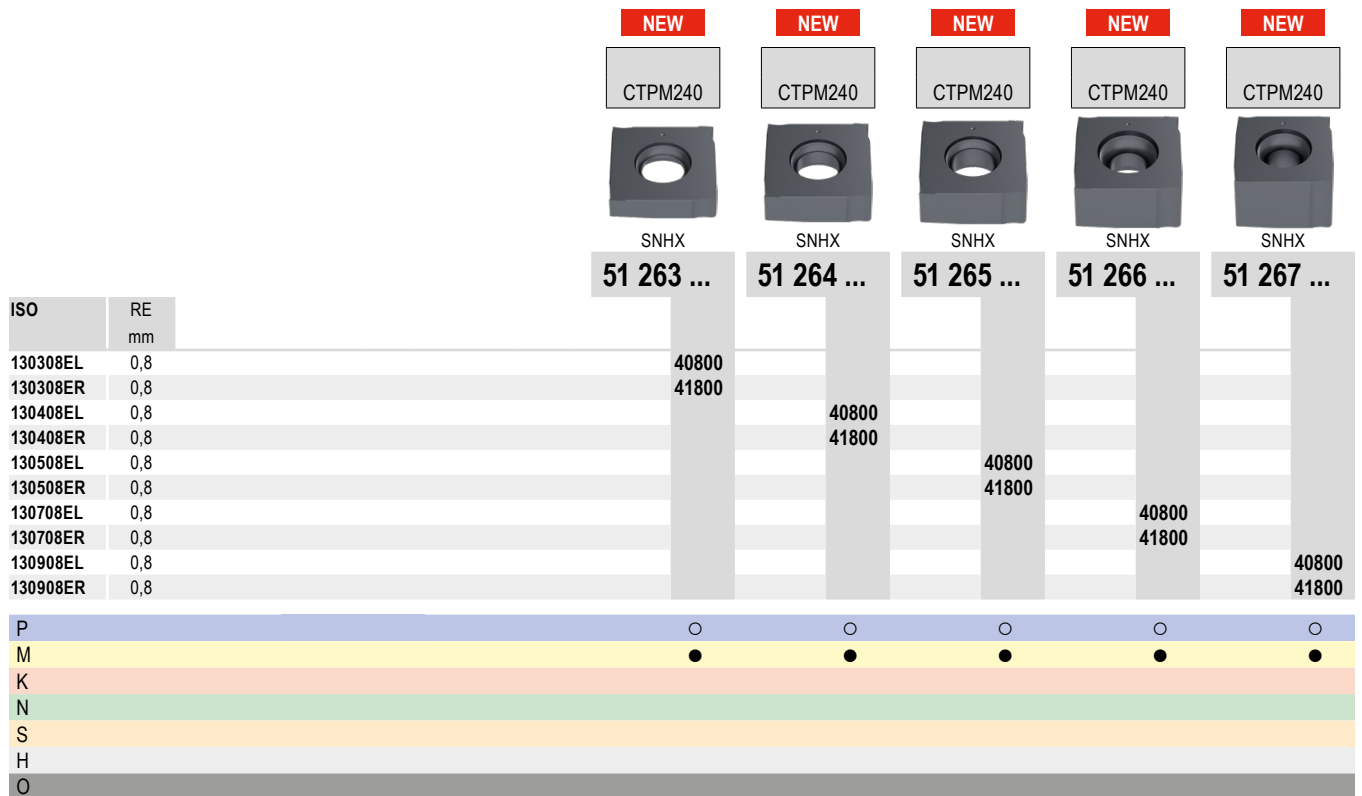 NEW NEW NEW NEW NEW
CTPM240 CTPM240 CTPM240 CTPM240 CTPM240
SNHX SNHX SNHX SNHX SNHX
51 263 ... 51 264 ... 51 265 ... 51 266 ... 51 267 ...
ISO RE
mm
130308EL 0,8 40800
130308ER 0,8 41800
130408EL 0,8 40800
130408ER 0,8 41800
130508EL 0,8 40800
130508ER 0,8 41800
130708EL 0,8 40800
130708ER 0,8 41800
130908EL 0,8 40800
130908ER 0,8 41800
P ○ ○ ○ ○ ○
M ● ● ● ● ●
K
N
S
H
O